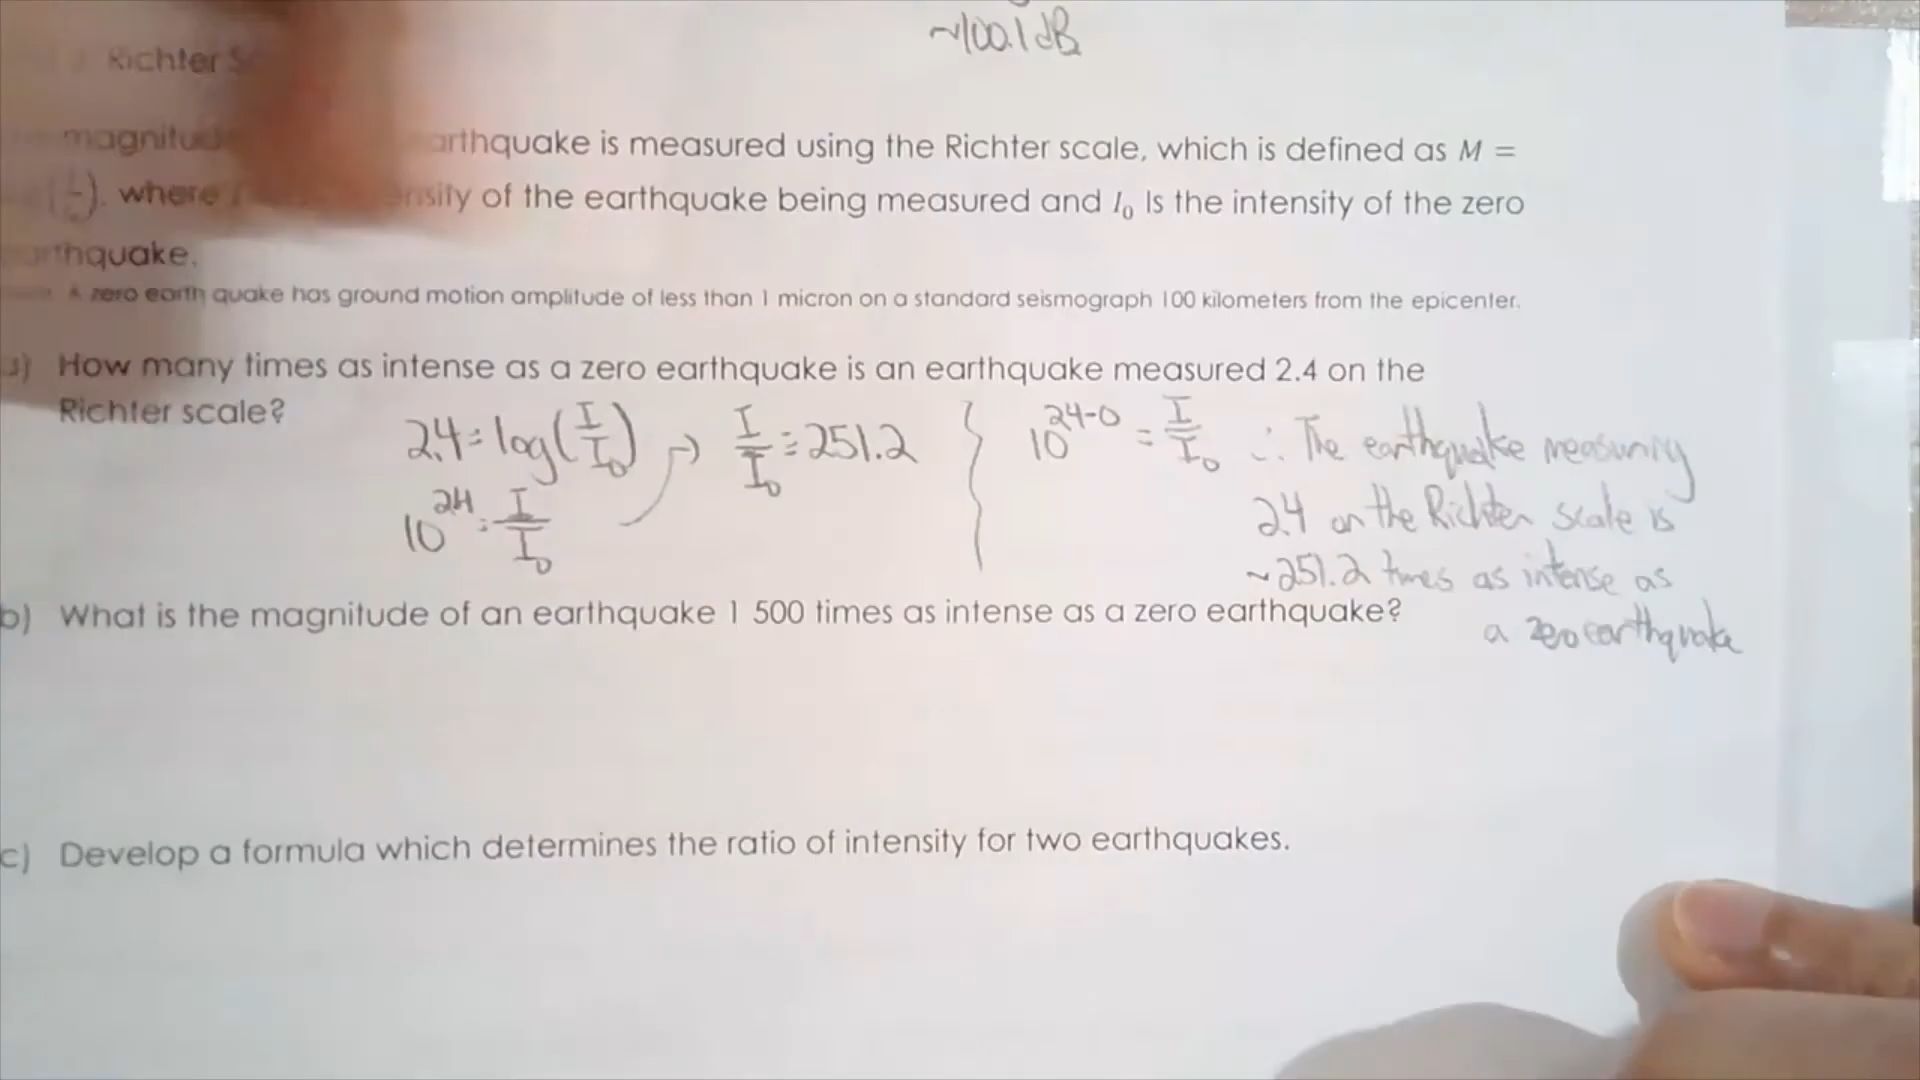 ~100.1 dB
Richter
magnitude arthquake is measured using the Richter scale, which is defined as M =
where nsity of the earthquake being measured and I₀ Is the intensity of the zero
rthquake.
A zero earth quake has ground motion amplitude of less than 1 micron on a standard seismograph 100 kilometers from the epicenter.
a) How many times as intense as a zero earthquake is an earthquake measured 2.4 on the
Richter scale?
2.4 = log(I/I₀) → I/I₀ = 251.2
10^2.4 = I/I₀
10^2.4-0 = I/I₀ ∴ The earthquake measuring
2.4 on the Richter scale is
~251.2 times as intense as
a zero earthquake
b) What is the magnitude of an earthquake 1 500 times as intense as a zero earthquake?
c) Develop a formula which determines the ratio of intensity for two earthquakes.